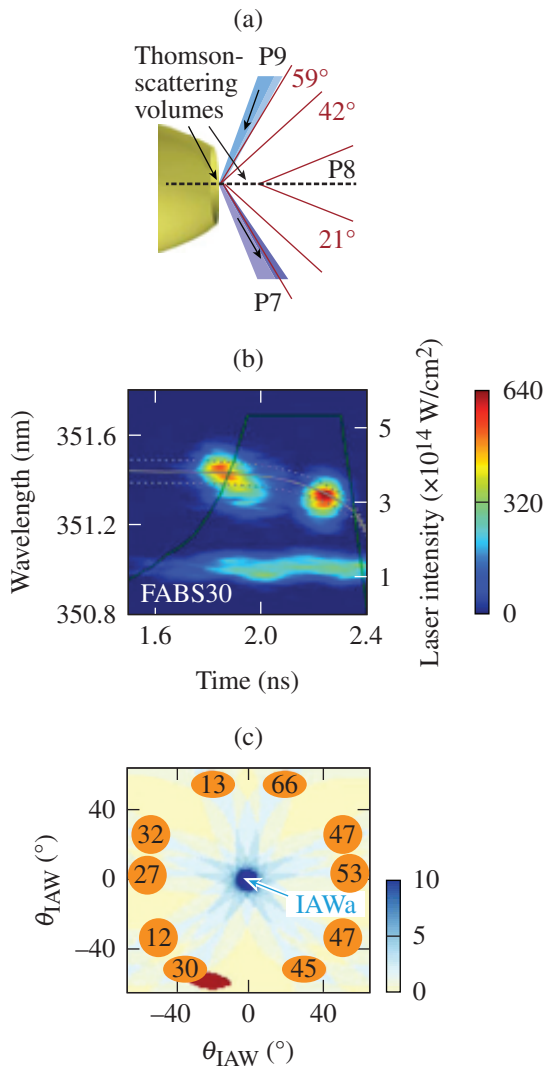 (a)
Thomson-
scattering
volumes
P9
59°
42°
P8
21°
P7
(b)
Wavelength (nm)
351.6
351.2
350.8
FABS30
1.6
2.0
2.4
Time (ns)
5
3
1
Laser intensity (×10¹⁴ W/cm²)
640
320
0
(c)
θIAW (°)
40
0
−40
13
66
32
47
27
53
IAWa
12
47
30
45
−40
0
40
θIAW (°)
10
5
0